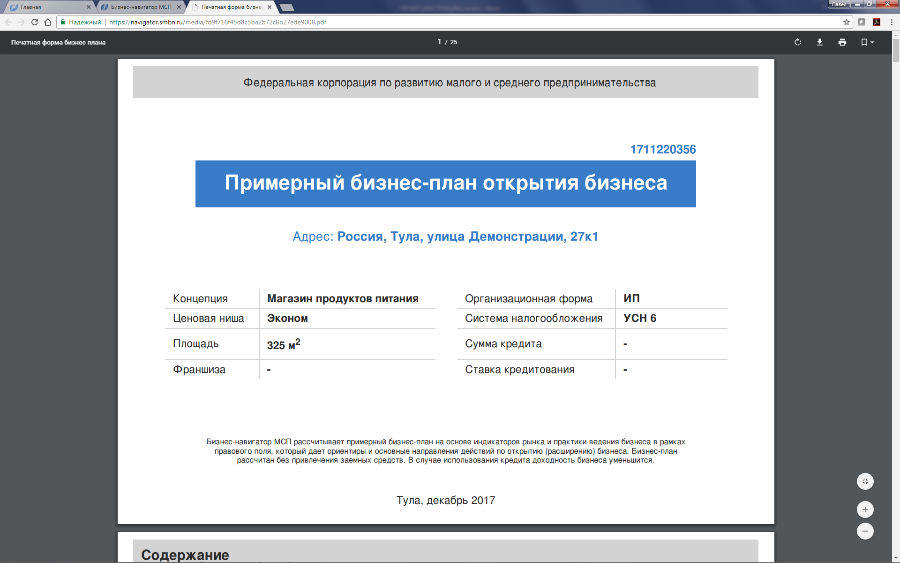 Главная
Бизнес-навигатор МСП
Печатная форма бизне
Надежный
https://navigator.smbn.ru/media/
Печатная форма бизнес плана
1 / 25
Федеральная корпорация по развитию малого и среднего предпринимательства
1711220356
Примерный бизнес-план открытия бизнеса
Адрес: Россия, Тула, улица Демонстрации, 27к1
Концепция Магазин продуктов питания Организационная форма ИП
Ценовая ниша Эконом Система налогообложения УСН 6
Площадь 325 м² Сумма кредита -
Франшиза - Ставка кредитования -
Бизнес-навигатор МСП рассчитывает примерный бизнес-план на основе индикаторов рынка и практики ведения бизнеса в рамках
правового поля, который дает ориентиры и основные направления действий по открытию (расширению) бизнеса. Бизнес-план
рассчитан без привлечения заемных средств. В случае использования кредита доходность бизнеса уменьшится.
Тула, декабрь 2017
Содержание